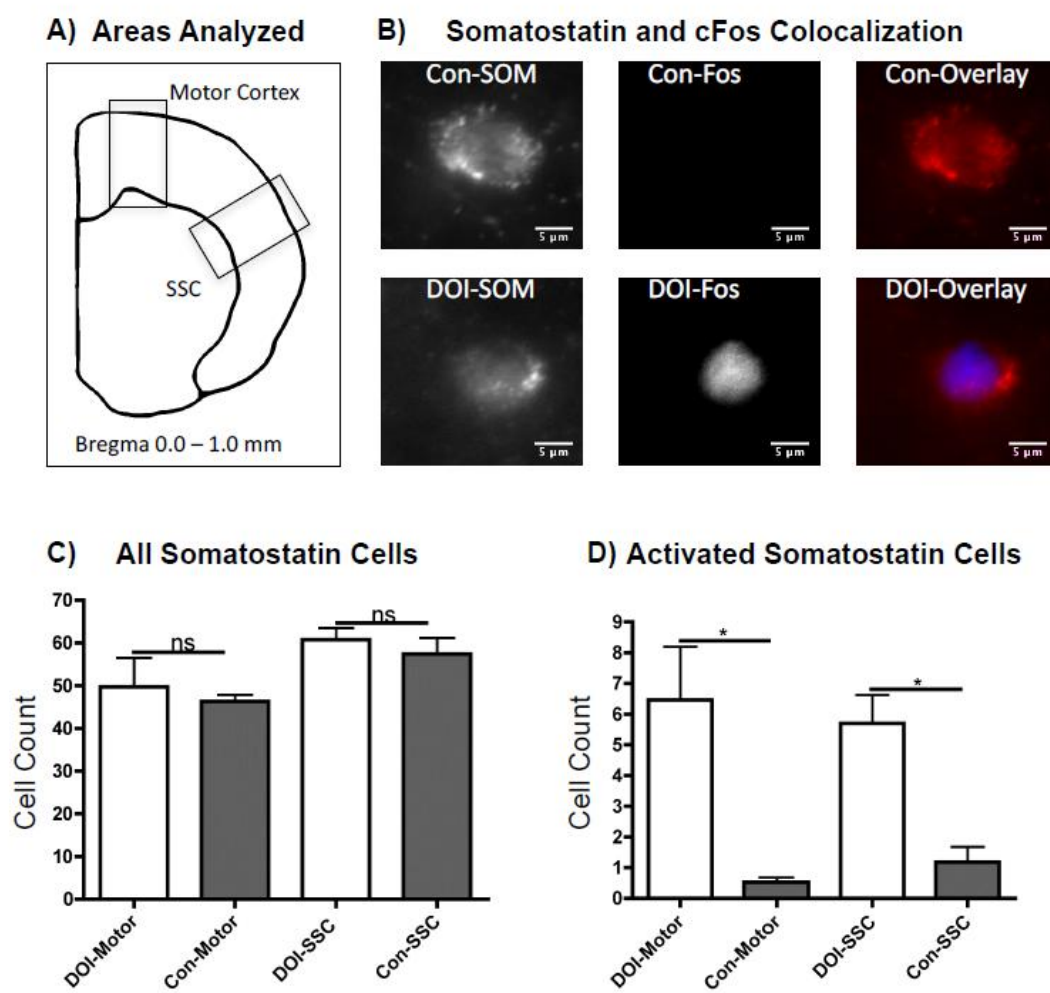 A) Areas Analyzed
Motor Cortex
SSC
Bregma 0.0 – 1.0 mm
B) Somatostatin and cFos Colocalization
Con-SOM
5 µm
Con-Fos
5 µm
Con-Overlay
5 µm
DOI-SOM
5 µm
DOI-Fos
5 µm
DOI-Overlay
5 µm
C) All Somatostatin Cells
Cell Count
70
60
50
40
30
20
10
0
ns
ns
DOI-Motor
Con-Motor
DOI-SSC
Con-SSC
D) Activated Somatostatin Cells
Cell Count
9
8
7
6
5
4
3
2
1
0
*
*
DOI-Motor
Con-Motor
DOI-SSC
Con-SSC